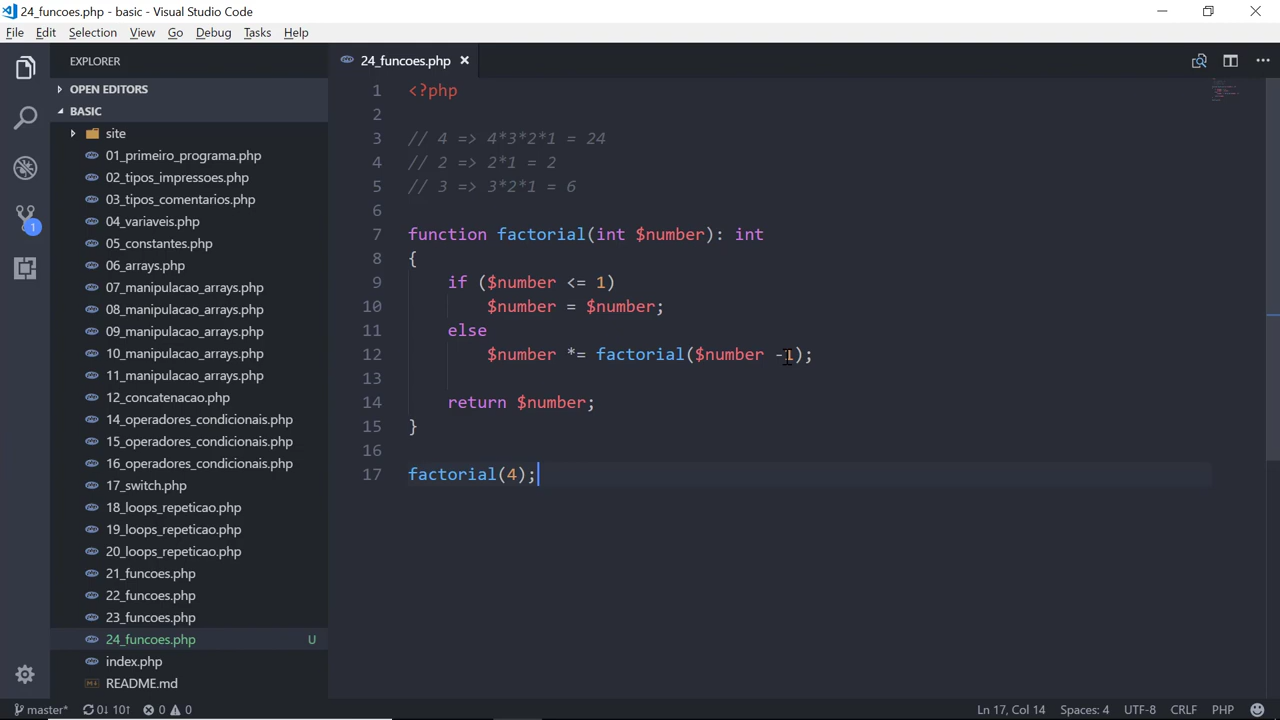 24_funcoes.php - basic - Visual Studio Code
File Edit Selection View Go Debug Tasks Help
EXPLORER
OPEN EDITORS
BASIC
site
01_primeiro_programa.php
02_tipos_impressoes.php
03_tipos_comentarios.php
04_variaveis.php
05_constantes.php
06_arrays.php
07_manipulacao_arrays.php
08_manipulacao_arrays.php
09_manipulacao_arrays.php
10_manipulacao_arrays.php
11_manipulacao_arrays.php
12_concatenacao.php
14_operadores_condicionais.php
15_operadores_condicionais.php
16_operadores_condicionais.php
17_switch.php
18_loops_repeticao.php
19_loops_repeticao.php
20_loops_repeticao.php
21_funcoes.php
22_funcoes.php
23_funcoes.php
24_funcoes.php U
index.php
README.md
1
24_funcoes.php
1 <?php
2
3 // 4 => 4*3*2*1 = 24
4 // 2 => 2*1 = 2
5 // 3 => 3*2*1 = 6
6
7 function factorial(int $number): int
8 {
9 if ($number <= 1)
10 $number = $number;
11 else
12 $number *= factorial($number -1);
13
14 return $number;
15 }
16
17 factorial(4);
master* 0↓ 10↑ 0 0 Ln 17, Col 14 Spaces: 4 UTF-8 CRLF PHP